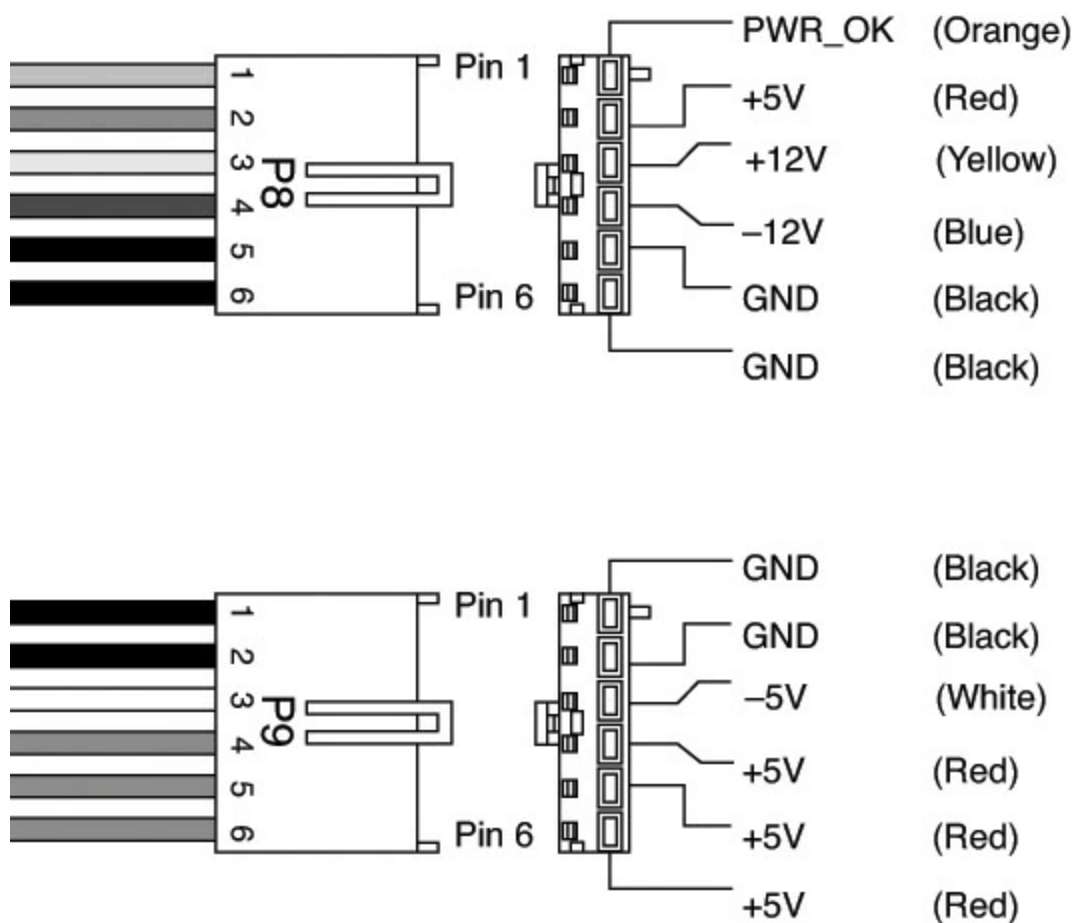 PWR_OK (Orange)
1 Pin 1
+5V (Red)
2
3 +12V (Yellow)
P8
4
–12V (Blue)
5
6 Pin 6 GND (Black)
GND (Black)
GND (Black)
1 Pin 1
GND (Black)
2
3 –5V (White)
P9
4
+5V (Red)
5
6 Pin 6 +5V (Red)
+5V (Red)